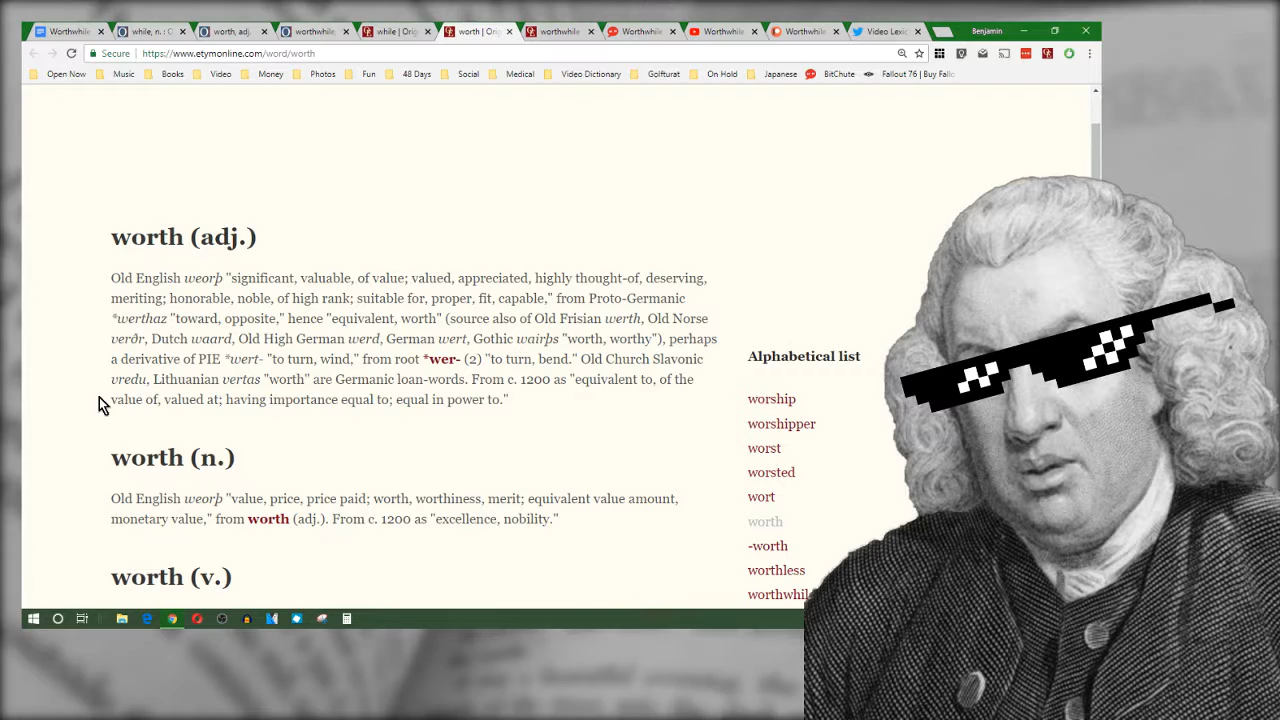 Worthwhile
while, n. : O
worth, adj.
worthwhile,
while | Orig
worth | Orig
worthwhile
Worthwhile
Worthwhile
Worthwhile
Video Lexic
Benjamin
Secure
https://www.etymonline.com/word/worth
Open Now
Music
Books
Video
Money
Photos
Fun
48 Days
Social
Medical
Video Dictionary
Golfturat
On Hold
Japanese
BitChute
Fallout 76 | Buy Fallo
worth (adj.)
Old English weorþ "significant, valuable, of value; valued, appreciated, highly thought-of, deserving,
meriting; honorable, noble, of high rank; suitable for, proper, fit, capable," from Proto-Germanic
*werthaz "toward, opposite," hence "equivalent, worth" (source also of Old Frisian werth, Old Norse
verðr, Dutch waard, Old High German werd, German wert, Gothic wairþs "worth, worthy"), perhaps
a derivative of PIE *wert- "to turn, wind," from root *wer- (2) "to turn, bend." Old Church Slavonic
vredu, Lithuanian vertas "worth" are Germanic loan-words. From c. 1200 as "equivalent to, of the
value of, valued at; having importance equal to; equal in power to."
worth (n.)
Old English weorþ "value, price, price paid; worth, worthiness, merit; equivalent value amount,
monetary value," from worth (adj.). From c. 1200 as "excellence, nobility."
worth (v.)
Alphabetical list
worship
worshipper
worst
worsted
wort
worth
-worth
worthless
worthwhil